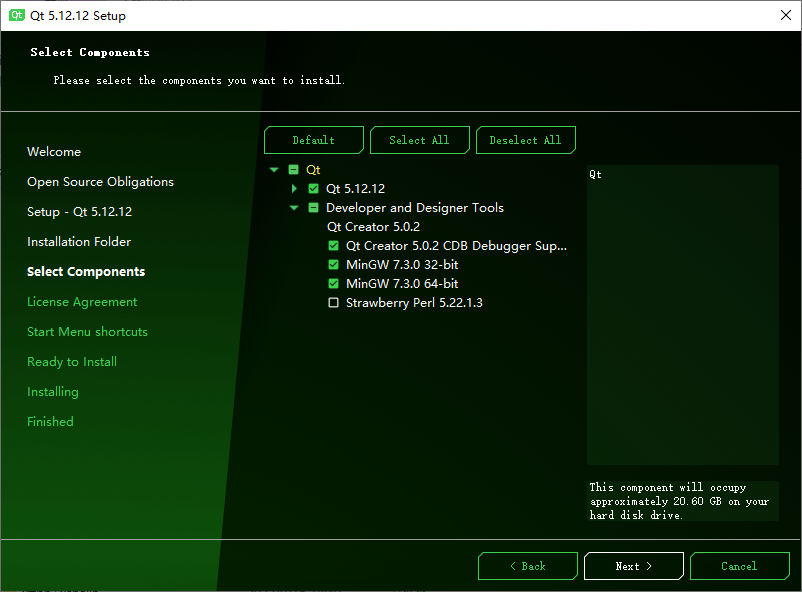 Qt Qt 5.12.12 Setup
Select Components
Please select the components you want to install.
Welcome
Open Source Obligations
Setup - Qt 5.12.12
Installation Folder
Select Components
License Agreement
Start Menu shortcuts
Ready to Install
Installing
Finished
Default Select All Deselect All
Qt
Qt 5.12.12
Developer and Designer Tools
Qt Creator 5.0.2
Qt Creator 5.0.2 CDB Debugger Sup...
MinGW 7.3.0 32-bit
MinGW 7.3.0 64-bit
Strawberry Perl 5.22.1.3
Qt
This component will occupy
approximately 20.60 GB on your
hard disk drive.
< Back Next > Cancel